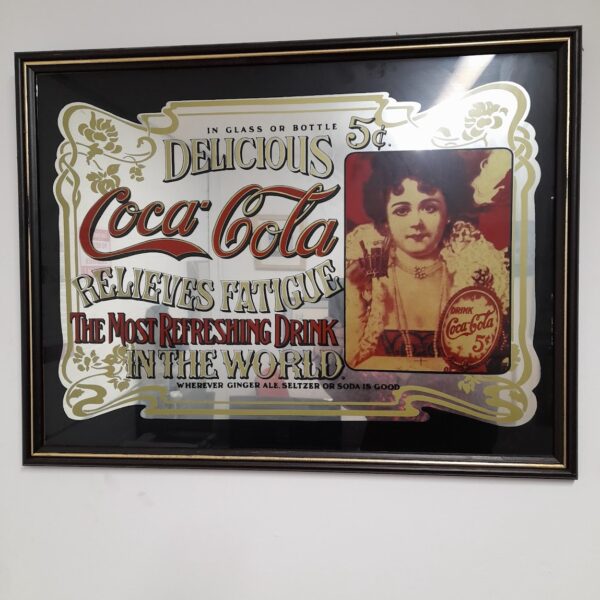 IN GLASS OR BOTTLE 5¢.
DELICIOUS
Coca-Cola
RELIEVES FATIGUE
THE MOST REFRESHING DRINK
IN THE WORLD.
WHEREVER GINGER ALE, SELTZER OR SODA IS GOOD
DRINK
Coca-Cola
5¢